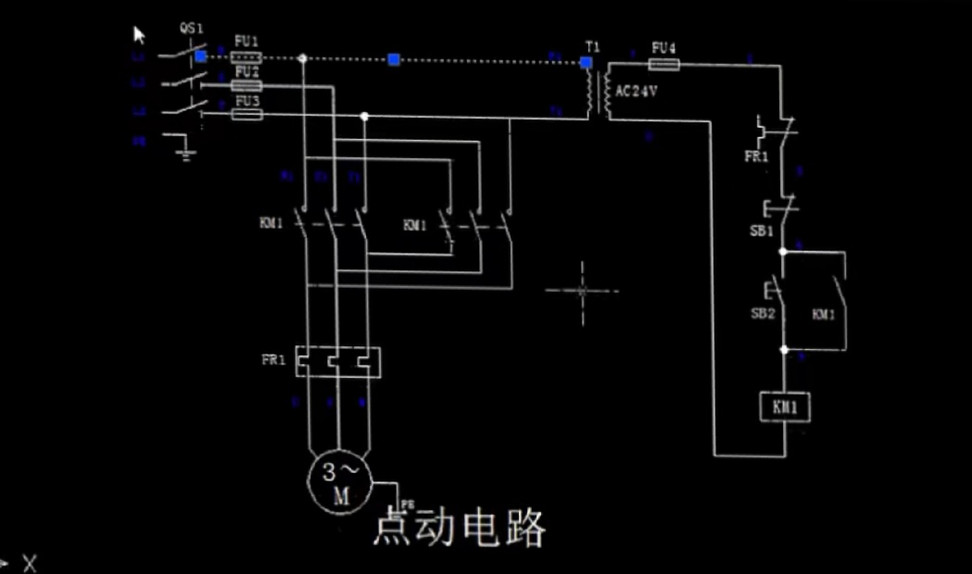 QS1
FU1
FU2
FU3
T1
FU4
AC24V
FR1
KM1
KM1
SB1
SB2
KM1
FR1
KM1
3~
M
PE
点动电路
X